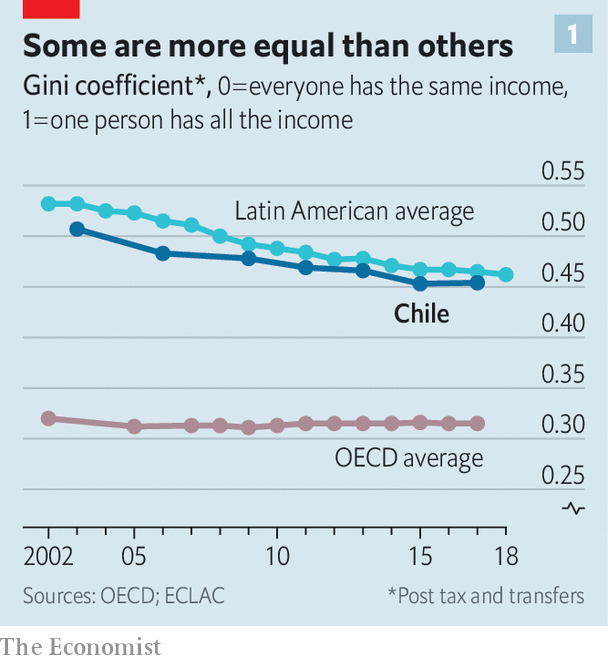 1
Some are more equal than others
Gini coefficient*, 0=everyone has the same income,
1=one person has all the income
0.55
Latin American average
0.50
0.45
Chile
0.40
0.35
0.30
OECD average
0.25
2002 05 10 15 18
Sources: OECD; ECLAC *Post tax and transfers
The Economist